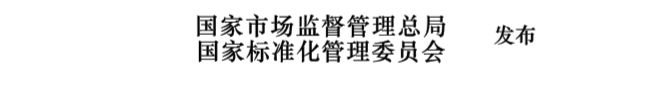 国家市场监督管理总局
国家标准化管理委员会
发布